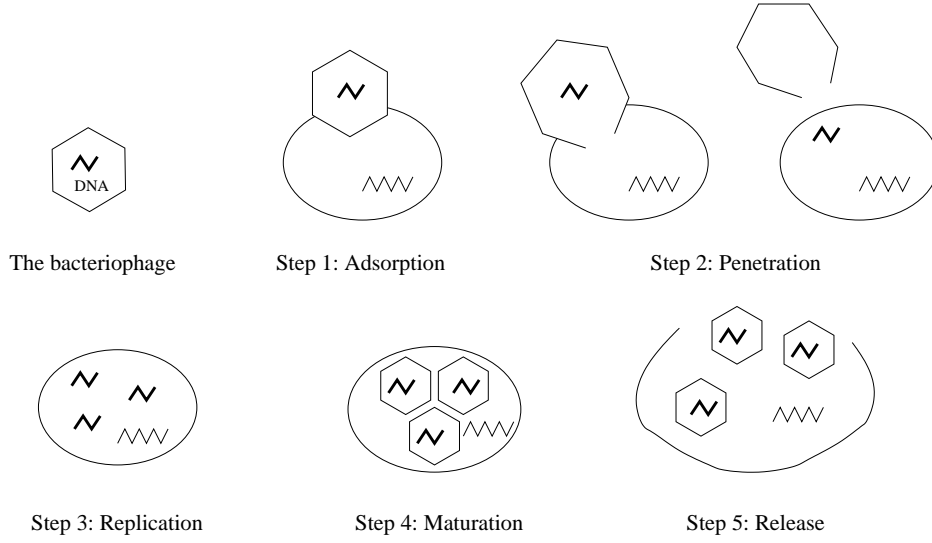 DNA
The bacteriophage
Step 1: Adsorption
Step 2: Penetration
Step 3: Replication
Step 4: Maturation
Step 5: Release